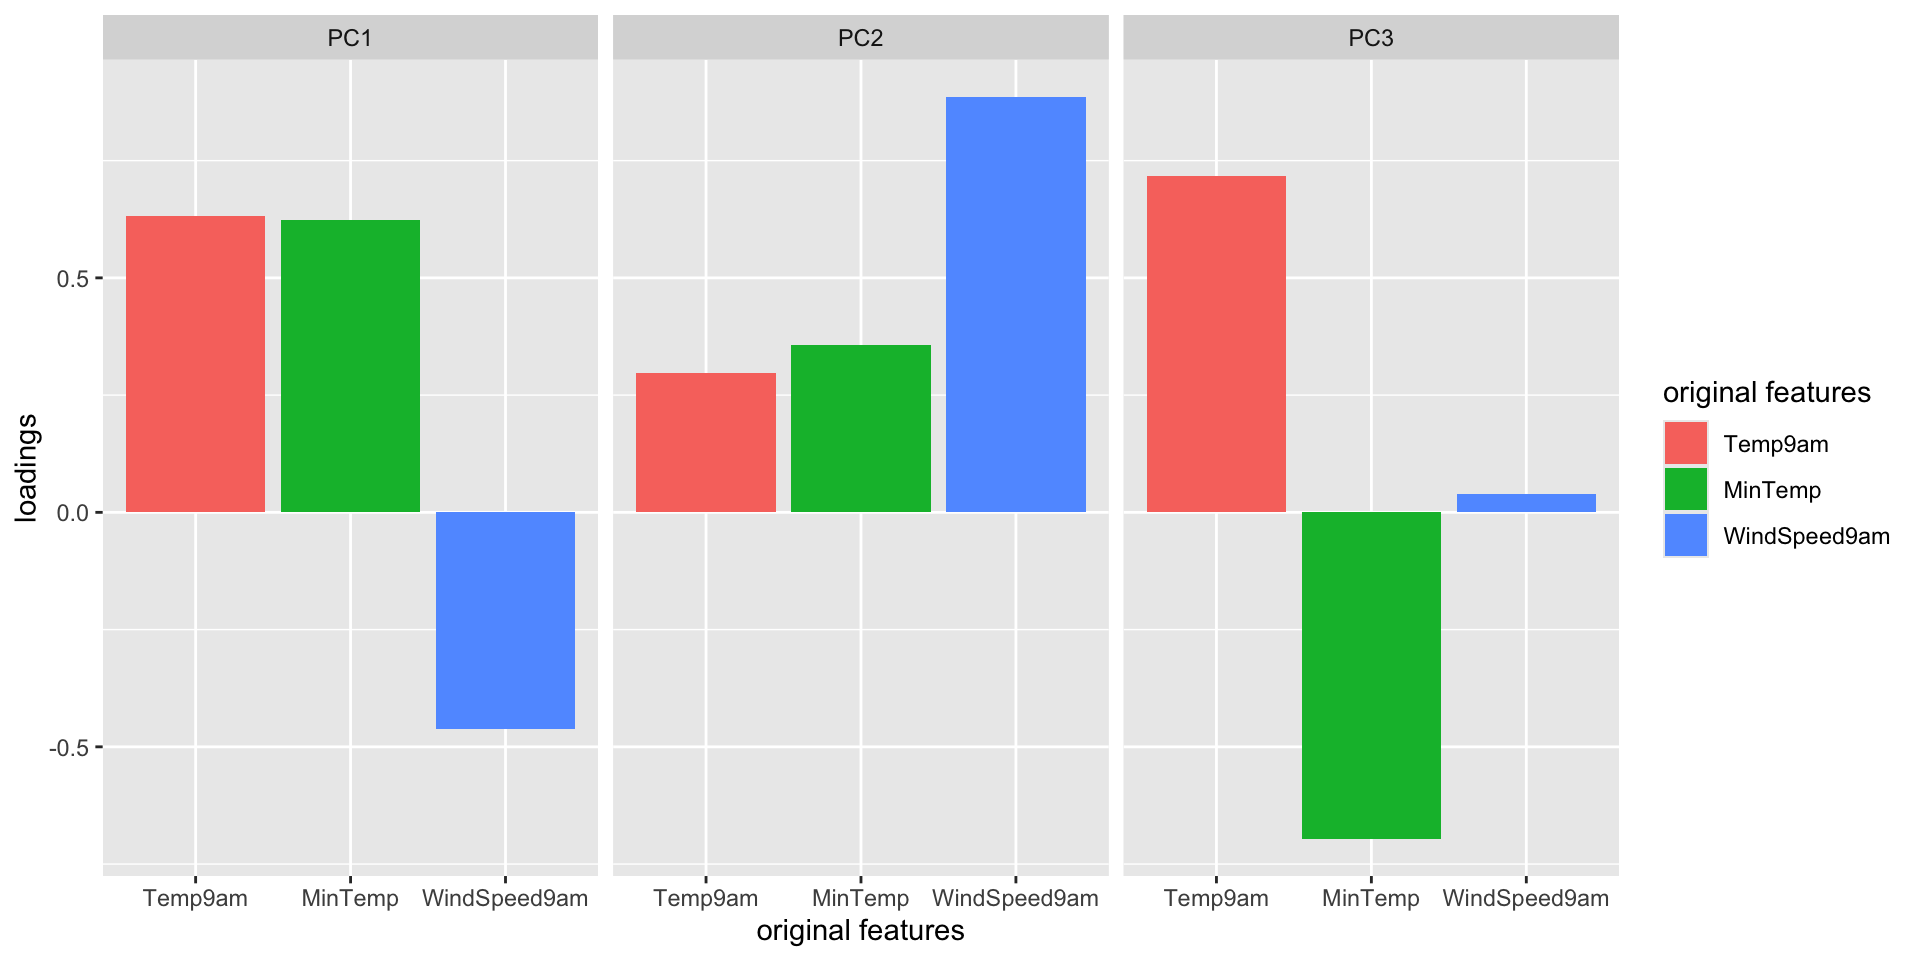 PC1 PC2 PC3
loadings
0.5
0.0
-0.5
Temp9am MinTemp WindSpeed9am Temp9am MinTemp WindSpeed9am Temp9am MinTemp WindSpeed9am
original features
original features
Temp9am
MinTemp
WindSpeed9am